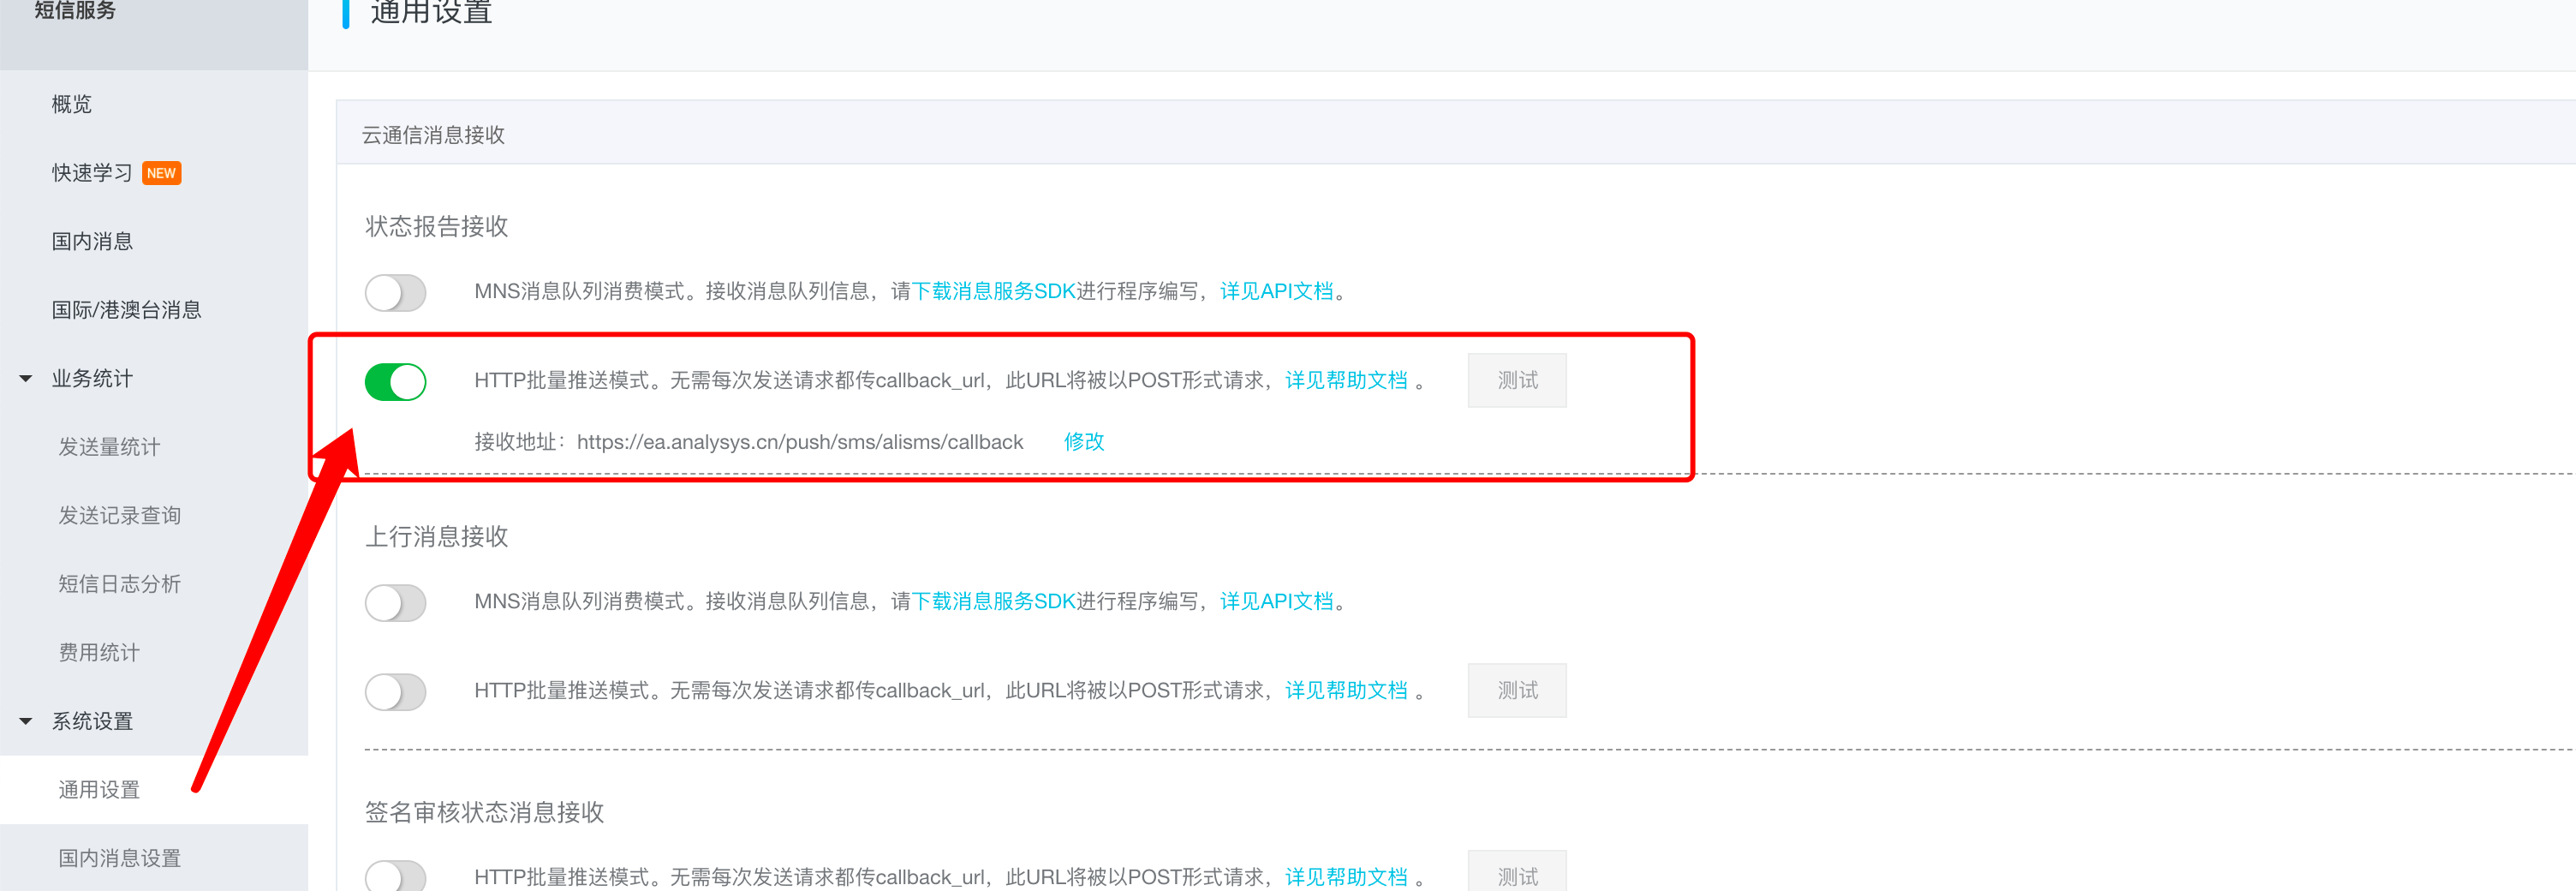 短信服务
通用设置
概览
快速学习 NEW
国内消息
国际/港澳台消息
业务统计
发送量统计
发送记录查询
短信日志分析
费用统计
系统设置
通用设置
国内消息设置
云通信消息接收
状态报告接收
MNS消息队列消费模式。接收消息队列信息，请下载消息服务SDK进行程序编写，详见API文档。
HTTP批量推送模式。无需每次发送请求都传callback_url，此URL将被以POST形式请求，详见帮助文档 。 测试
接收地址：https://ea.analysys.cn/push/sms/alisms/callback 修改
上行消息接收
MNS消息队列消费模式。接收消息队列信息，请下载消息服务SDK进行程序编写，详见API文档。
HTTP批量推送模式。无需每次发送请求都传callback_url，此URL将被以POST形式请求，详见帮助文档 。 测试
签名审核状态消息接收
HTTP批量推送模式。无需每次发送请求都传callback_url，此URL将被以POST形式请求，详见帮助文档 。 测试